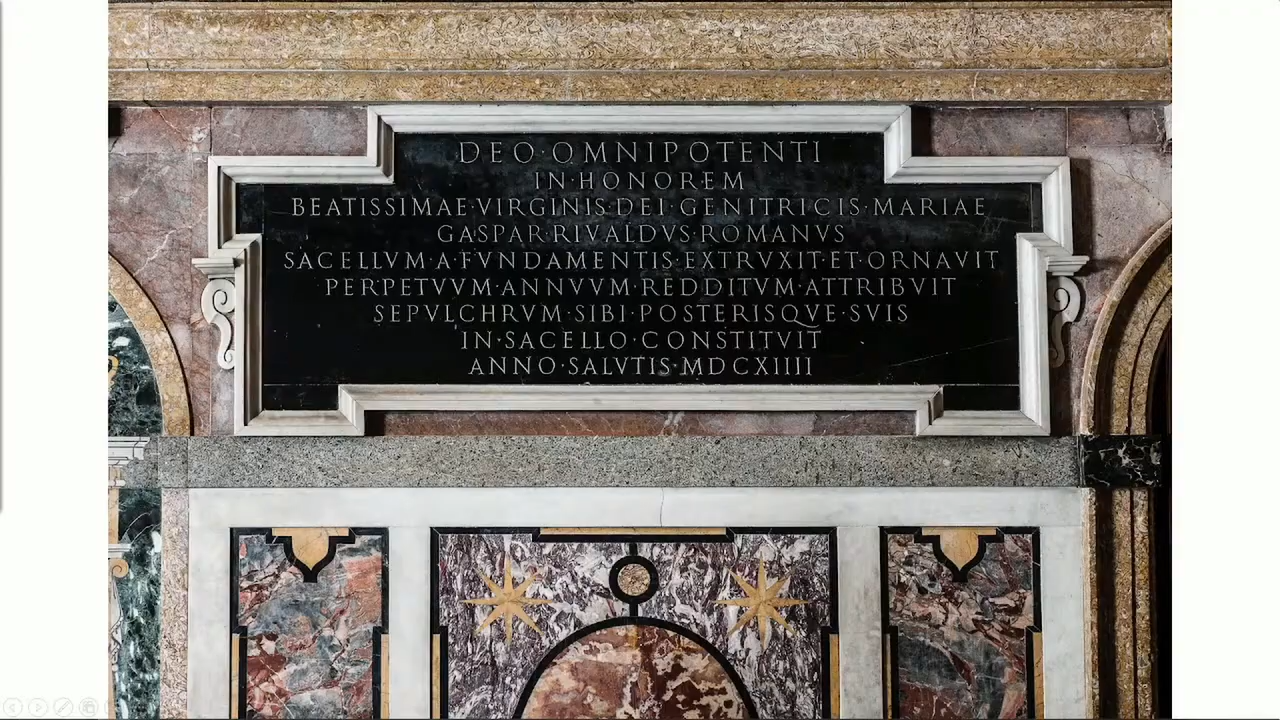 DEO·OMNIPOTENTI
IN·HONOREM
BEATISSIMAE·VIRGINIS·DEI·GENITRICIS·MARIAE
GASPAR·RIVALDVS·ROMANVS
SACELLVM·A·FVNDAMENTIS·EXTRVXIT·ET·ORNAVIT
PERPETVVM·ANNVVM·REDDITVM·ATTRIBVIT
SEPVLCHRVM·SIBI·POSTERISQVE·SVIS
IN·SACELLO·CONSTITVIT
ANNO·SALVTIS·MDCXIIII